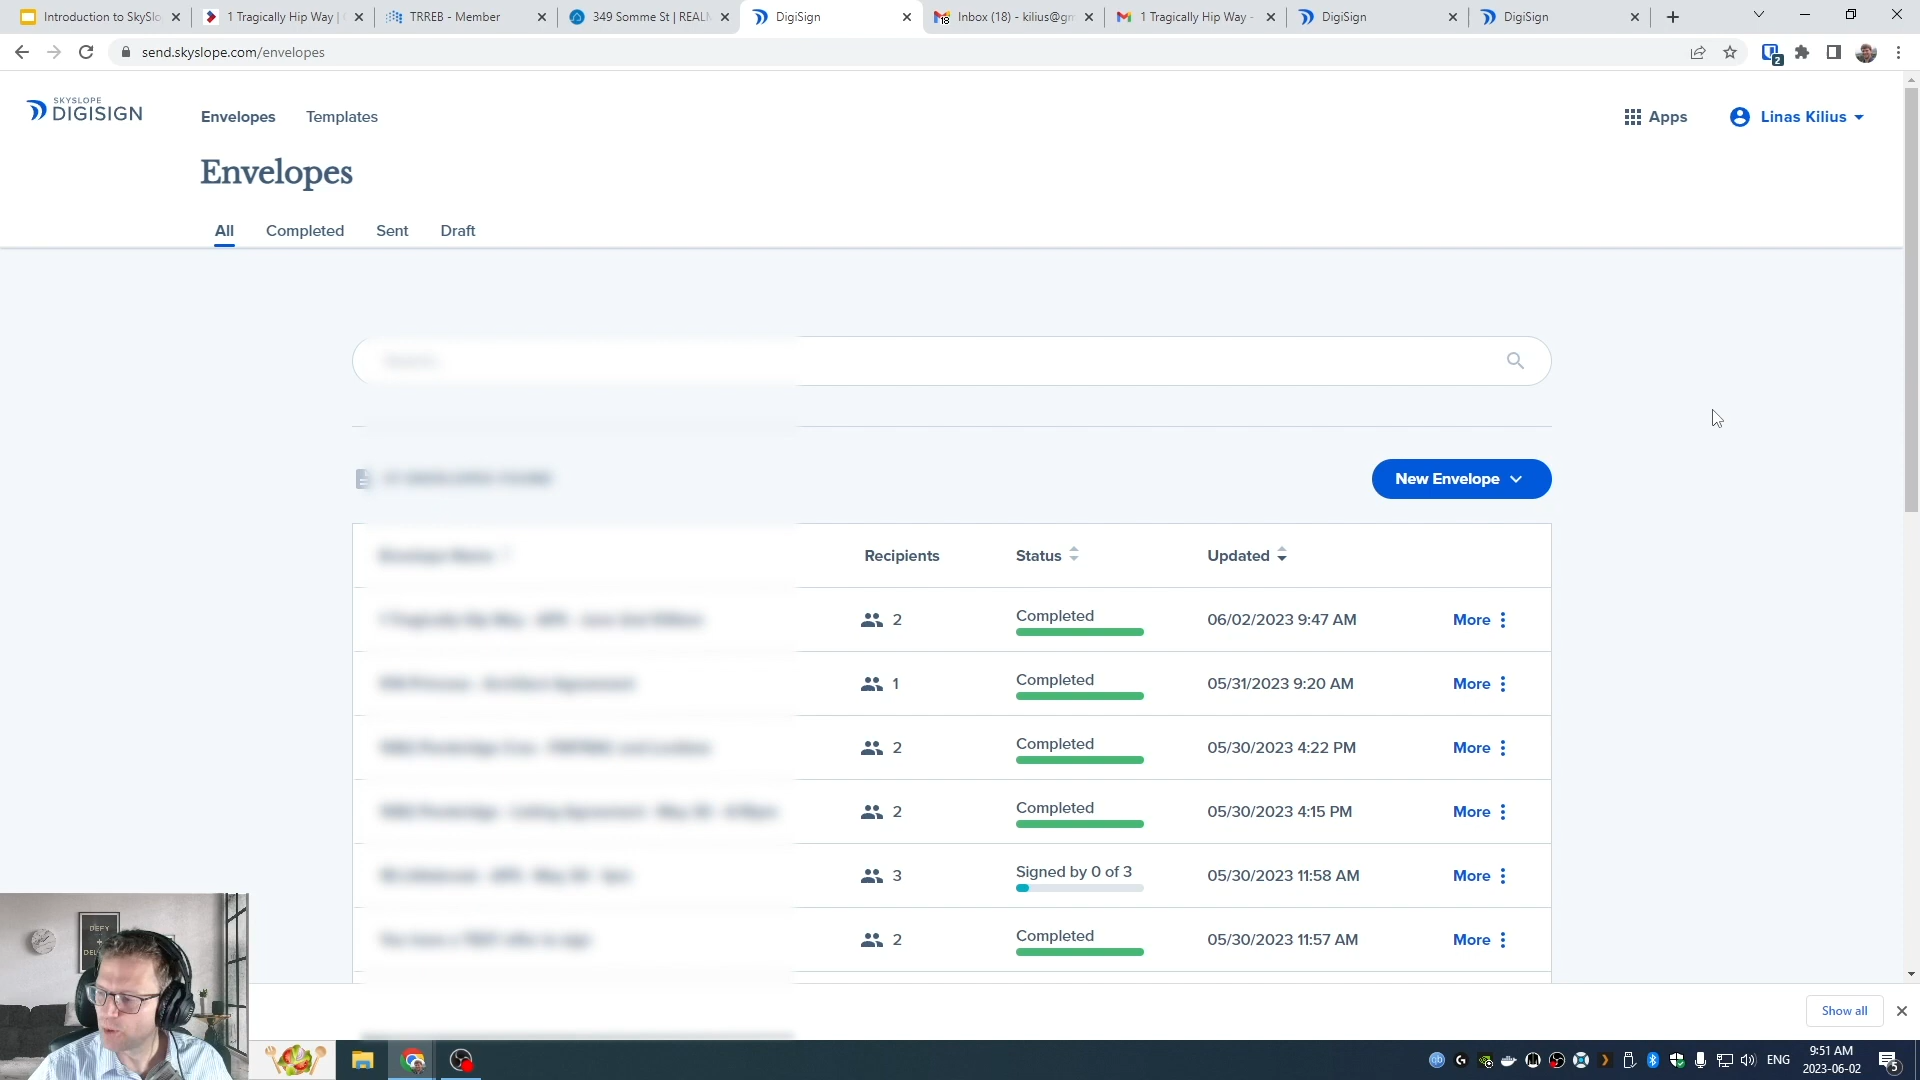 Introduction to SkySlo
1 Tragically Hip Way |
TRREB - Member
349 Somme St | REAL
DigiSign
Inbox (18) - kilius@gm
1 Tragically Hip Way -
DigiSign
DigiSign
send.skyslope.com/envelopes
2
SKYSLOPE
DIGISIGN
Envelopes
Templates
Apps
Linas Kilius
Envelopes
All
Completed
Sent
Draft
New Envelope
Recipients
Status
Updated
2
Completed
06/02/2023 9:47 AM
More
1
Completed
05/31/2023 9:20 AM
More
2
Completed
05/30/2023 4:22 PM
More
2
Completed
05/30/2023 4:15 PM
More
3
Signed by 0 of 3
05/30/2023 11:58 AM
More
2
Completed
05/30/2023 11:57 AM
More
DEFY
Show all
ENG
9:51 AM
2023-06-02
5